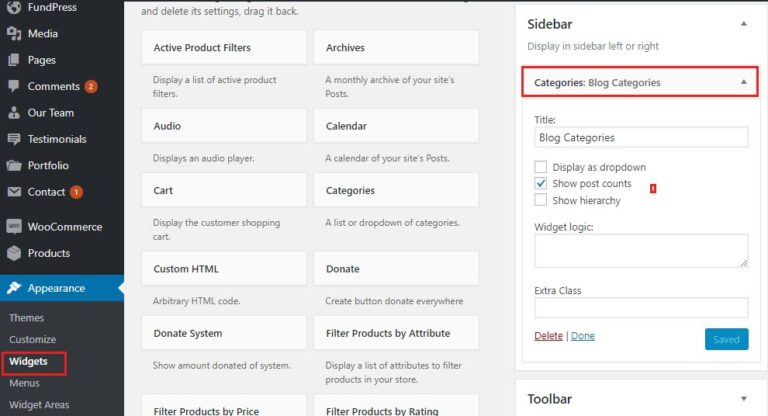 FundPress
Media
Pages
Comments 2
Our Team
Testimonials
Portfolio
Contact 1
WooCommerce
Products
Appearance
Themes
Customize
Widgets
Menus
Widget Areas
and delete its settings, drag it back.
Active Product Filters
Display a list of active product
filters.
Archives
A monthly archive of your site's
Posts.
Audio
Displays an audio player.
Calendar
A calendar of your site's Posts.
Cart
Display the customer shopping
cart.
Categories
A list or dropdown of categories.
Custom HTML
Arbitrary HTML code.
Donate
Create button donate everywhere
Donate System
Show amount donated of system.
Filter Products by Attribute
Display a list of attributes to filter
products in your store.
Filter Products by Price
Filter Products by Rating
Sidebar
Display in sidebar left or right
Categories: Blog Categories
Title:
Blog Categories
Display as dropdown
Show post counts
Show hierarchy
Widget logic:
Extra Class
Delete | Done
Saved
Toolbar